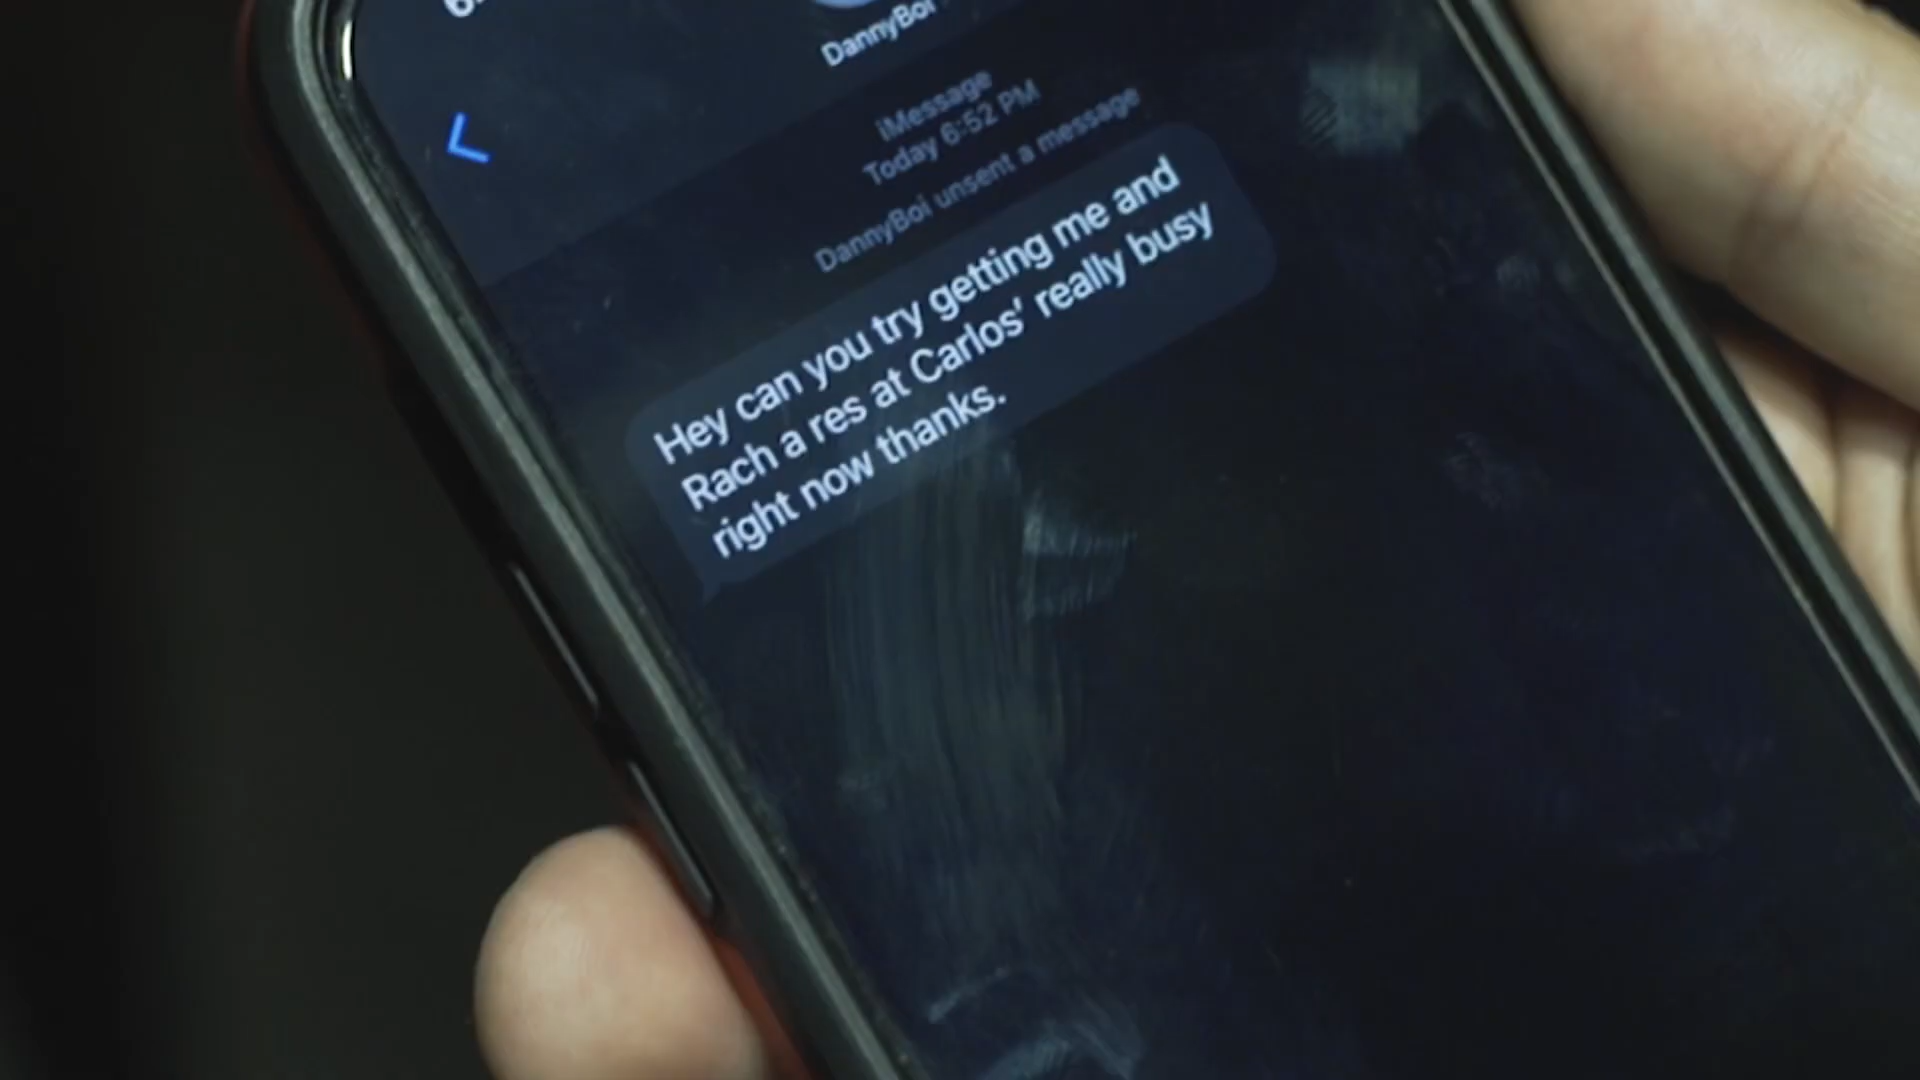 DannyBoi
iMessage
Today 6:52 PM
DannyBoi unsent a message
Hey can you try getting me and
Rach a res at Carlos' really busy
right now thanks.